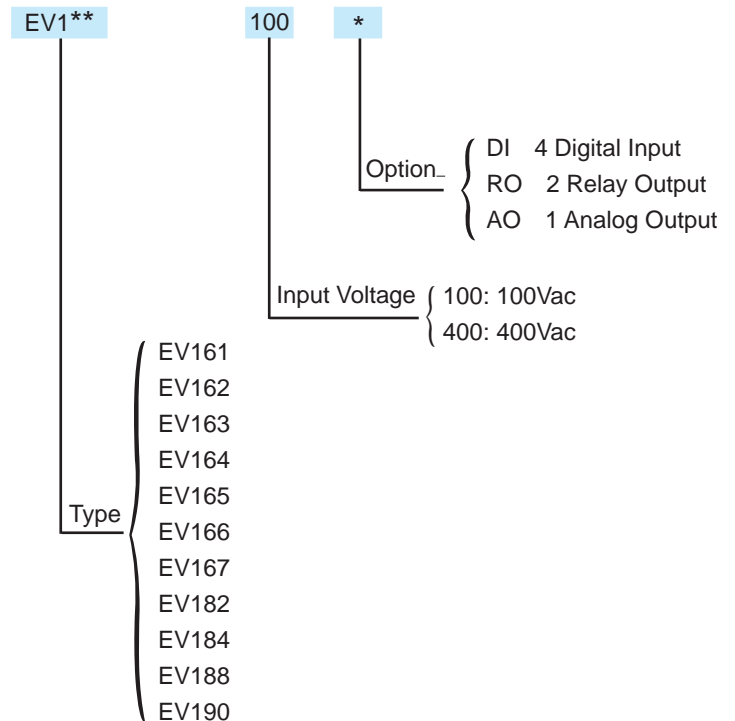 EV1** 100 *
DI 4 Digital Input
Option_
RO 2 Relay Output
AO 1 Analog Output
Input Voltage
100: 100Vac
400: 400Vac
EV161
EV162
EV163
EV164
EV165
Type
EV166
EV167
EV182
EV184
EV188
EV190